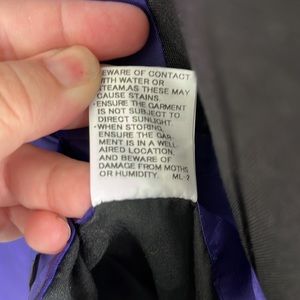 BEWARE OF CONTACT
WITH WATER OR
STEAM,AS THESE MAY
CAUSE STAINS.
·ENSURE THE GARMENT
IS NOT SUBJECT TO
DIRECT SUNLIGHT.
·WHEN STORING,
ENSURE THE GAR-
MENT IS IN A WELL-
AIRED LOCATION,
AND BEWARE OF
DAMAGE FROM MOTHS
OR HUMIDITY. ML-2